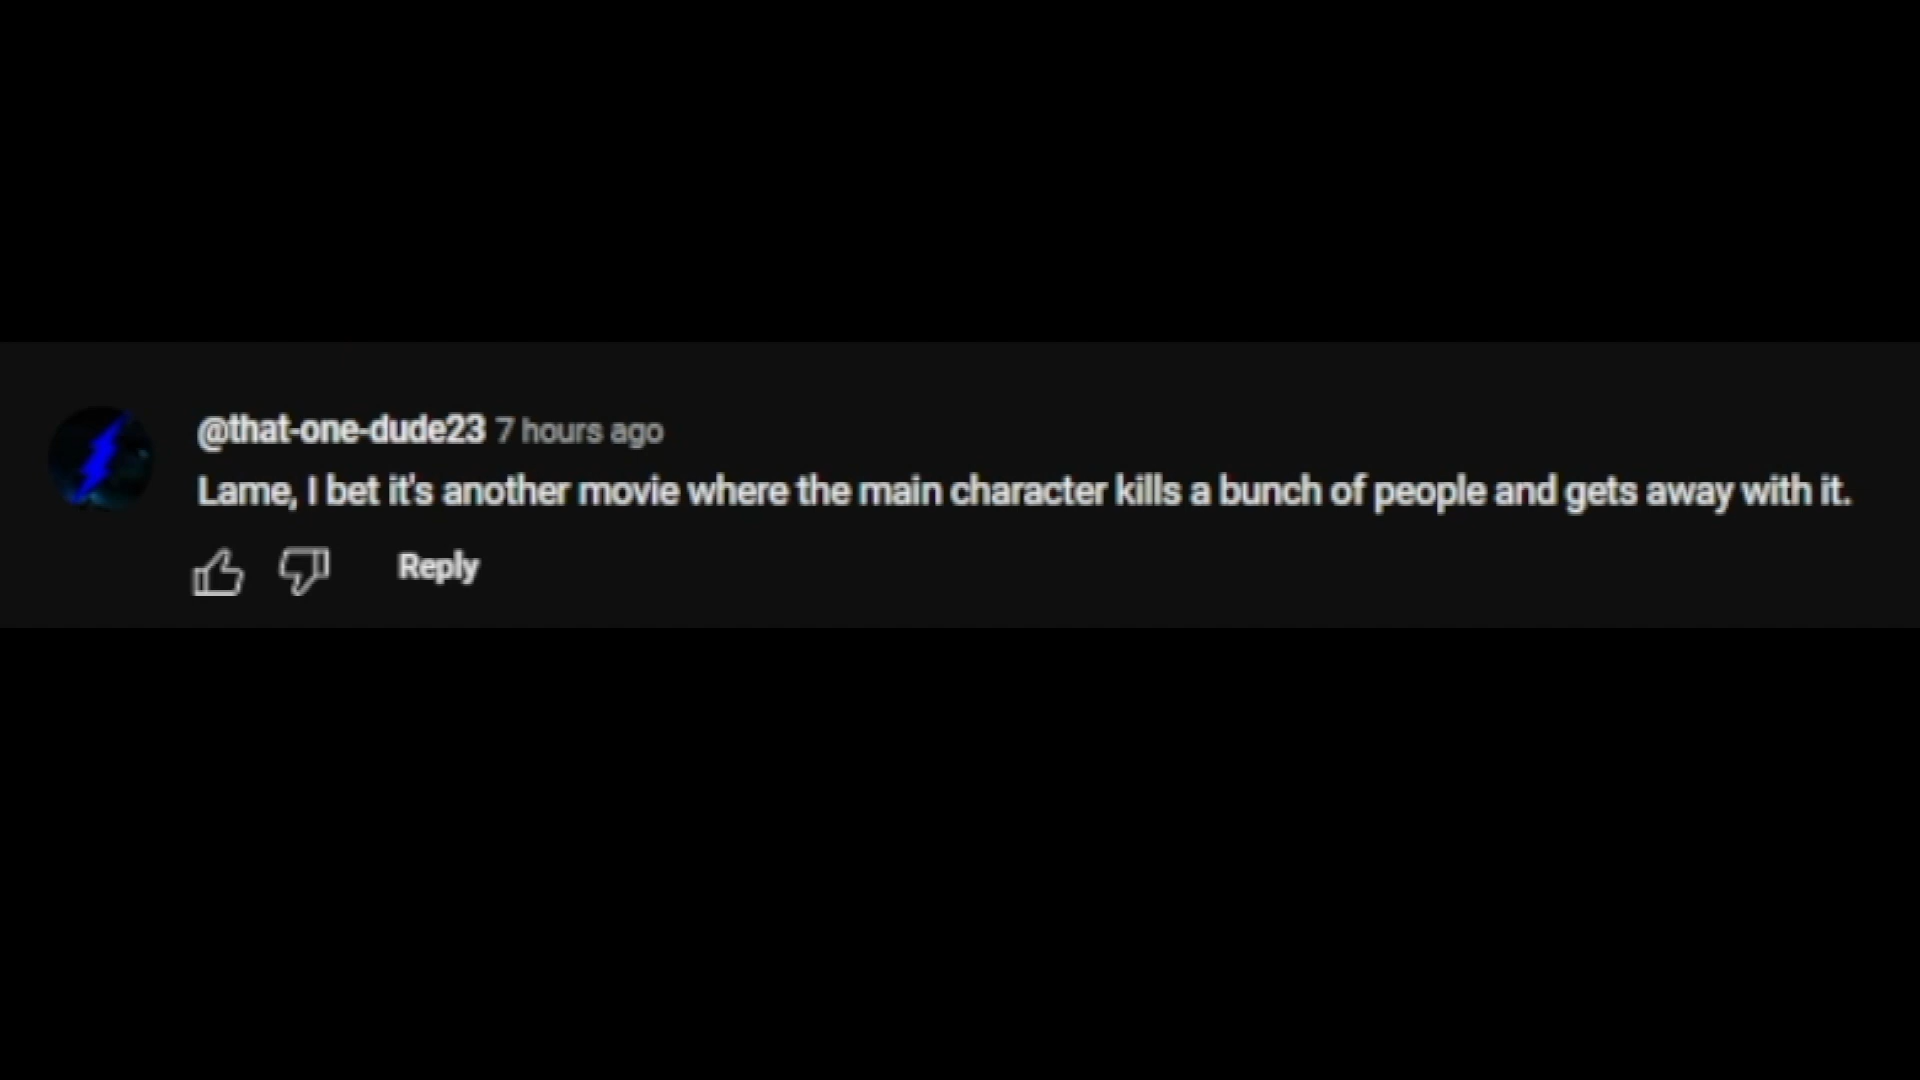 @that-one-dude23 7 hours ago
Lame, I bet it's another movie where the main character kills a bunch of people and gets away with it.
Reply